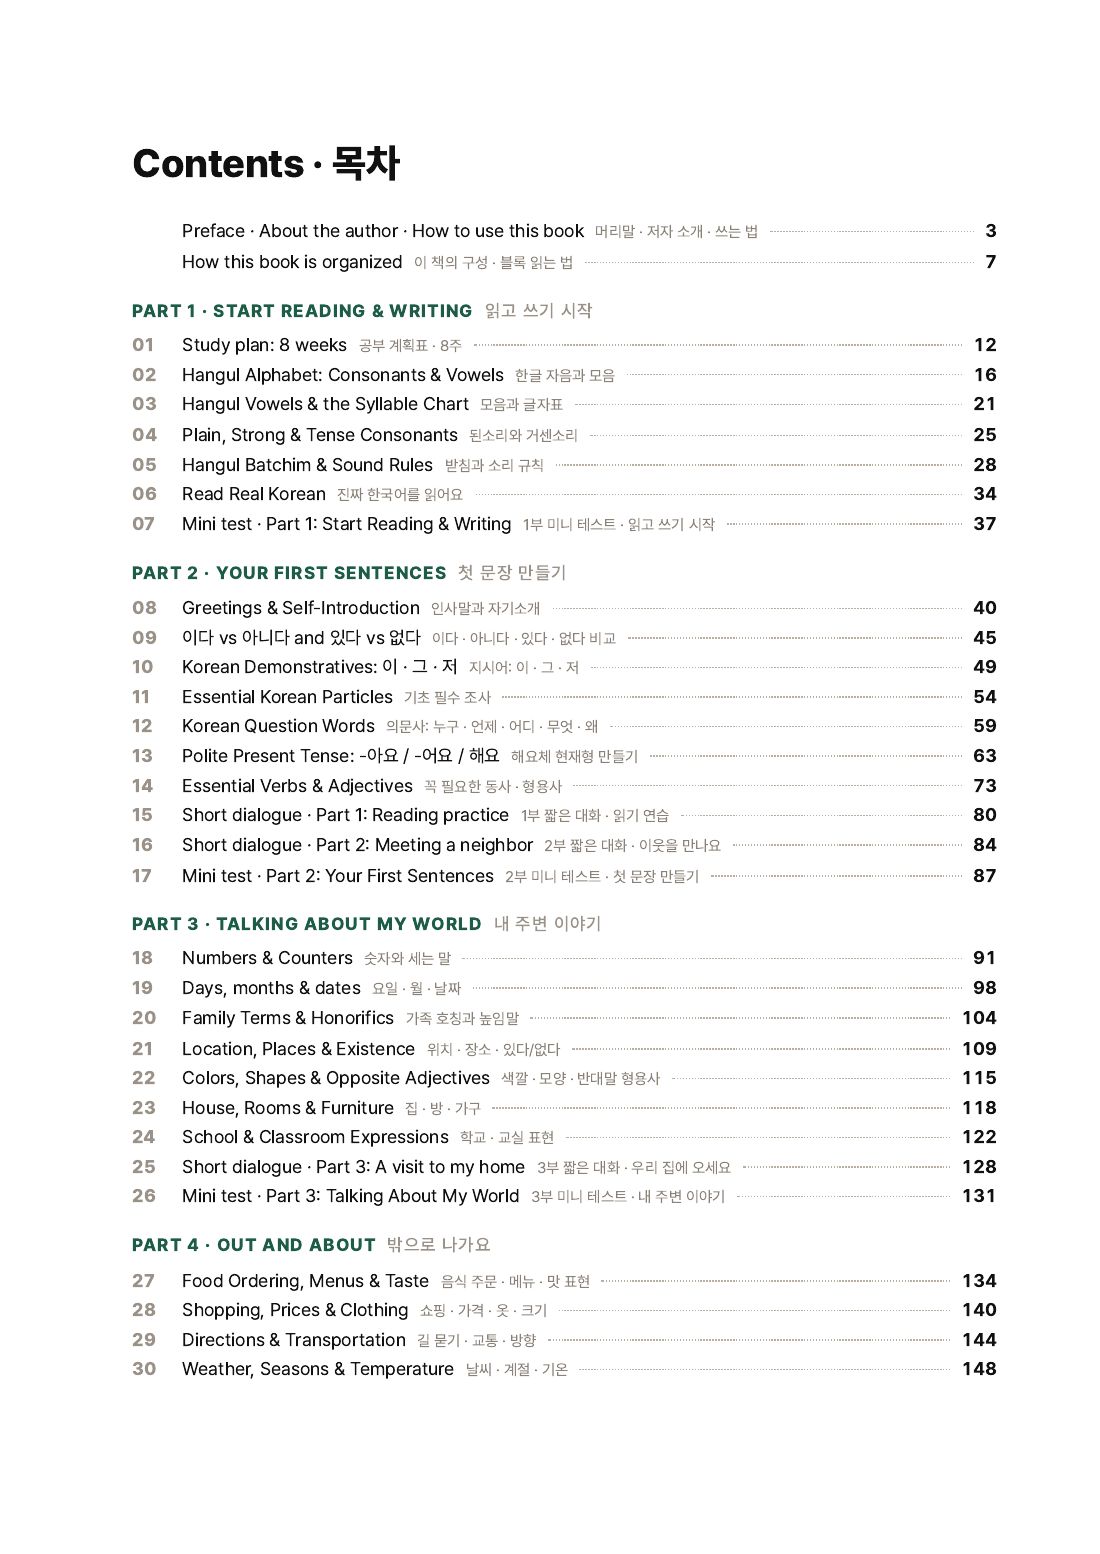 Contents · 목차
Preface · About the author · How to use this book 머리말 · 저자 소개 · 쓰는 법 3
How this book is organized 이 책의 구성 · 블록 읽는 법 7
PART 1 · START READING & WRITING 읽고 쓰기 시작
01 Study plan: 8 weeks 공부 계획표 · 8주 12
02 Hangul Alphabet: Consonants & Vowels 한글 자음과 모음 16
03 Hangul Vowels & the Syllable Chart 모음과 글자표 21
04 Plain, Strong & Tense Consonants 된소리와 거센소리 25
05 Hangul Batchim & Sound Rules 받침과 소리 규칙 28
06 Read Real Korean 진짜 한국어를 읽어요 34
07 Mini test · Part 1: Start Reading & Writing 1부 미니 테스트 · 읽고 쓰기 시작 37
PART 2 · YOUR FIRST SENTENCES 첫 문장 만들기
08 Greetings & Self-Introduction 인사말과 자기소개 40
09 이다 vs 아니다 and 있다 vs 없다 이다 · 아니다 · 있다 · 없다 비교 45
10 Korean Demonstratives: 이 · 그 · 저 지시어: 이 · 그 · 저 49
11 Essential Korean Particles 기초 필수 조사 54
12 Korean Question Words 의문사: 누구 · 언제 · 어디 · 무엇 · 왜 59
13 Polite Present Tense: -아요 / -어요 / 해요 해요체 현재형 만들기 63
14 Essential Verbs & Adjectives 꼭 필요한 동사 · 형용사 73
15 Short dialogue · Part 1: Reading practice 1부 짧은 대화 · 읽기 연습 80
16 Short dialogue · Part 2: Meeting a neighbor 2부 짧은 대화 · 이웃을 만나요 84
17 Mini test · Part 2: Your First Sentences 2부 미니 테스트 · 첫 문장 만들기 87
PART 3 · TALKING ABOUT MY WORLD 내 주변 이야기
18 Numbers & Counters 숫자와 세는 말 91
19 Days, months & dates 요일 · 월 · 날짜 98
20 Family Terms & Honorifics 가족 호칭과 높임말 104
21 Location, Places & Existence 위치 · 장소 · 있다/없다 109
22 Colors, Shapes & Opposite Adjectives 색깔 · 모양 · 반대말 형용사 115
23 House, Rooms & Furniture 집 · 방 · 가구 118
24 School & Classroom Expressions 학교 · 교실 표현 122
25 Short dialogue · Part 3: A visit to my home 3부 짧은 대화 · 우리 집에 오세요 128
26 Mini test · Part 3: Talking About My World 3부 미니 테스트 · 내 주변 이야기 131
PART 4 · OUT AND ABOUT 밖으로 나가요
27 Food Ordering, Menus & Taste 음식 주문 · 메뉴 · 맛 표현 134
28 Shopping, Prices & Clothing 쇼핑 · 가격 · 옷 · 크기 140
29 Directions & Transportation 길 묻기 · 교통 · 방향 144
30 Weather, Seasons & Temperature 날씨 · 계절 · 기온 148